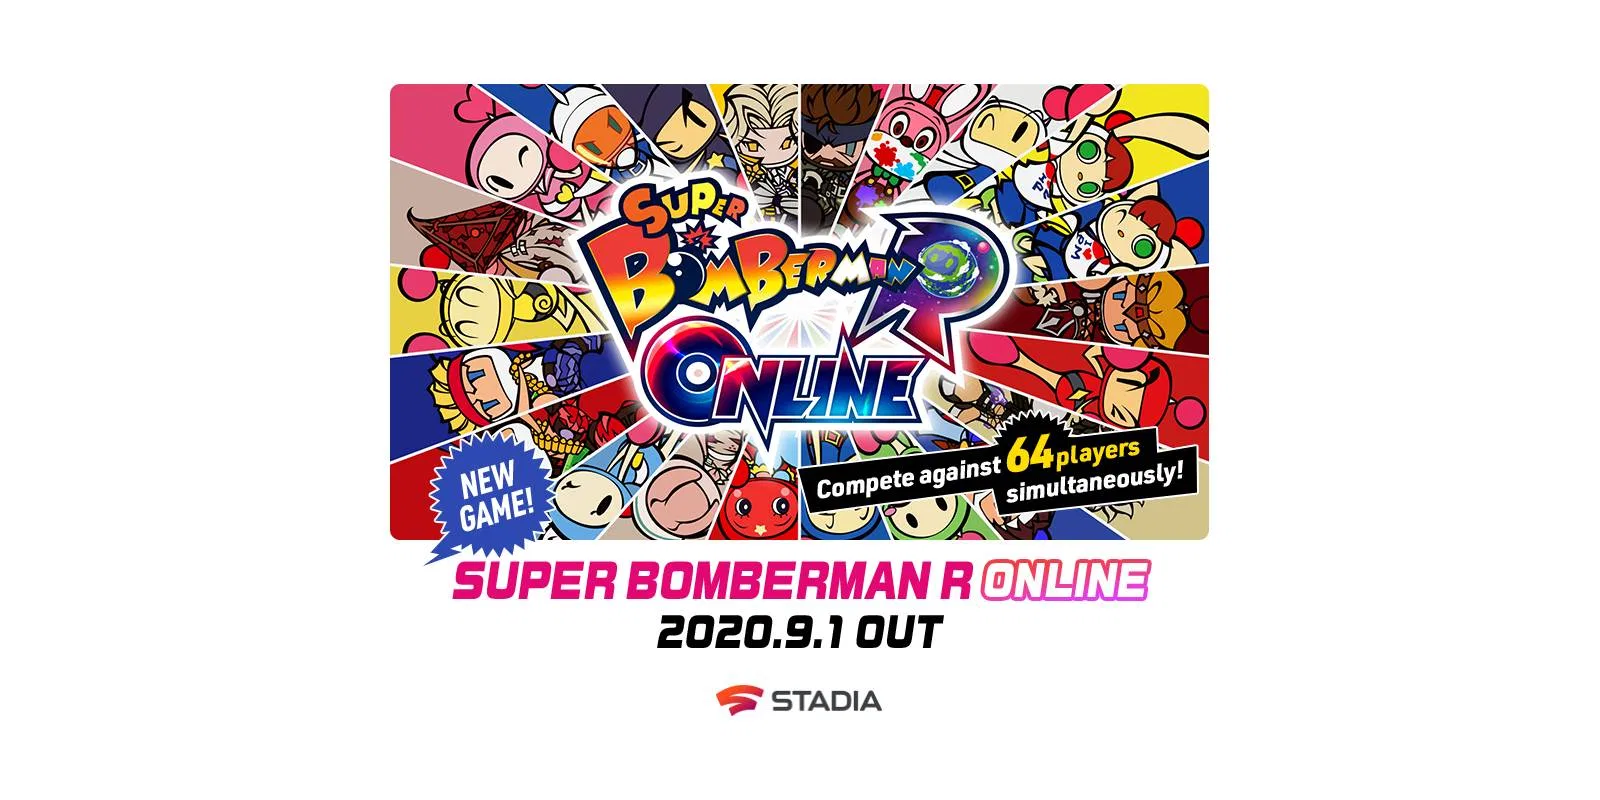 SUPER
BOMBERMAN R
ONLINE
NEW
GAME!
Compete against 64 players
simultaneously!
SUPER BOMBERMAN R ONLINE
2020.9.1 OUT
STADIA